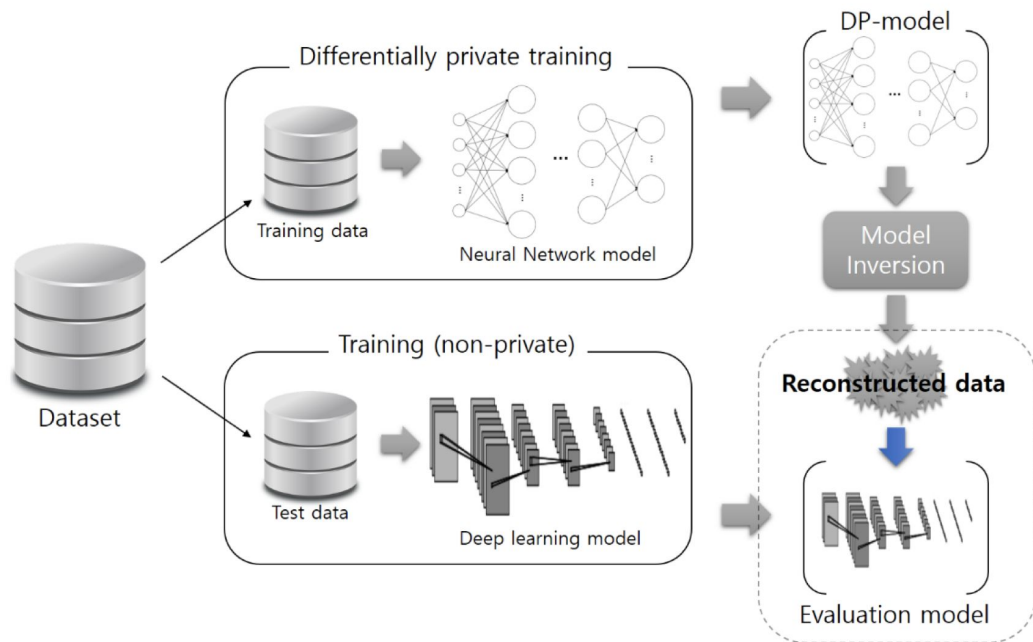 DP-model
Differentially private training
Training data
Neural Network model
Model
Inversion
Dataset
Training (non-private)
Test data
Deep learning model
Reconstructed data
Evaluation model